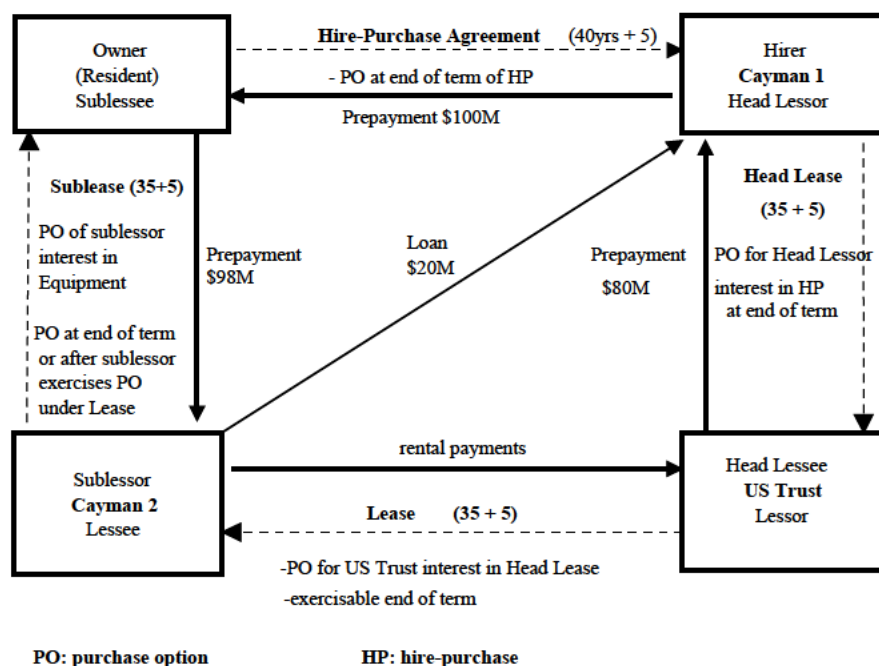 Owner
(Resident)
Sublessee
Hire-Purchase Agreement (40yrs + 5)
- PO at end of term of HP
Prepayment $100M
Hirer
Cayman 1
Head Lessor
Sublease (35+5)
PO of sublessor
interest in
Equipment
PO at end of term
or after sublessor
exercises PO
under Lease
Prepayment
$98M
Loan
$20M
Prepayment
$80M
Head Lease
(35 + 5)
PO for Head Lessor
interest in HP
at end of term
Sublessor
Cayman 2
Lessee
rental payments
Lease (35 + 5)
-PO for US Trust interest in Head Lease
-exercisable end of term
Head Lessee
US Trust
Lessor
PO: purchase option HP: hire-purchase